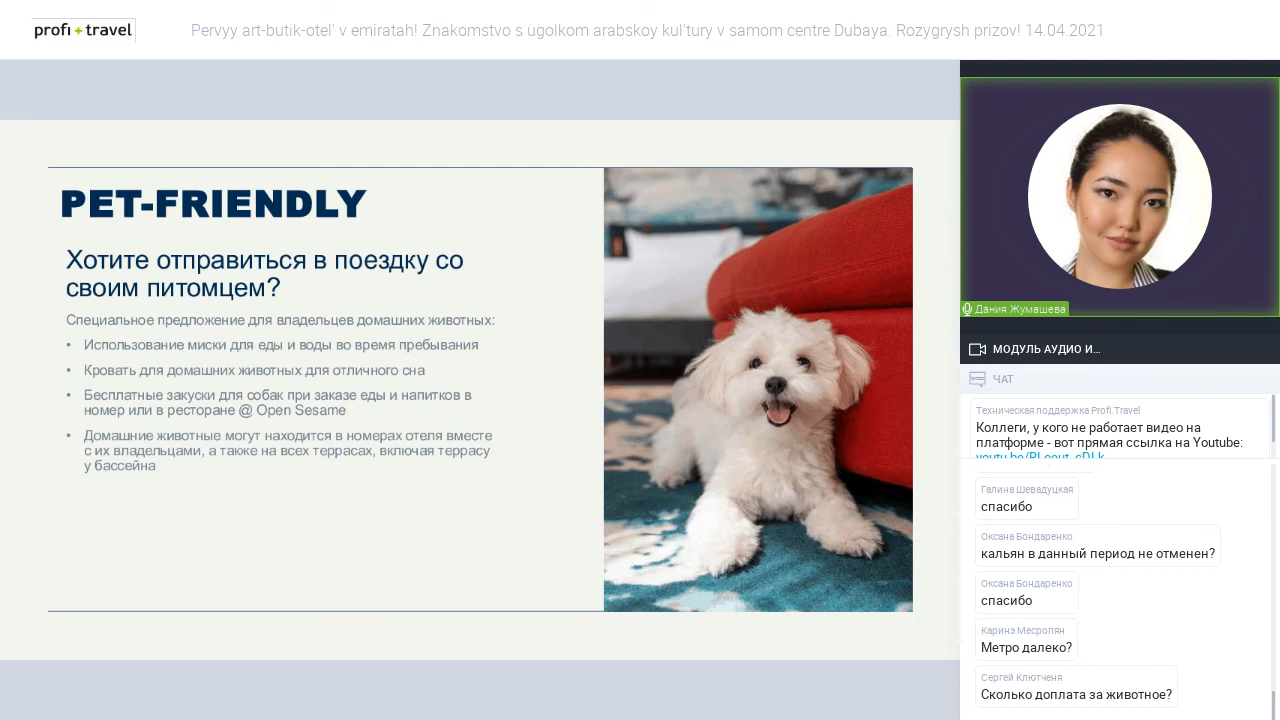 profi + travel
Pervyy art-butik-otel' v emiratah! Znakomstvo s ugolkom arabskoy kul'tury v samom centre Dubaya. Rozygrysh prizov! 14.04.2021
PET-FRIENDLY
Хотите отправиться в поездку со
своим питомцем?
Специальное предложение для владельцев домашних животных:
• Использование миски для еды и воды во время пребывания
• Кровать для домашних животных для отличного сна
• Бесплатные закуски для собак при заказе еды и напитков в
номер или в ресторане @ Open Sesame
• Домашние животные могут находится в номерах отеля вместе
с их владельцами, а также на всех террасах, включая террасу
у бассейна
Дания Жумашева
МОДУЛЬ АУДИО И...
ЧАТ
Техническая поддержка Profi.Travel
Коллеги, у кого не работает видео на
платформе - вот прямая ссылка на Youtube:
Галина Шевадуцкая
спасибо
Оксана Бондаренко
кальян в данный период не отменен?
Оксана Бондаренко
спасибо
Каринэ Месропян
Метро далеко?
Сергей Клютченя
Сколько доплата за животное?